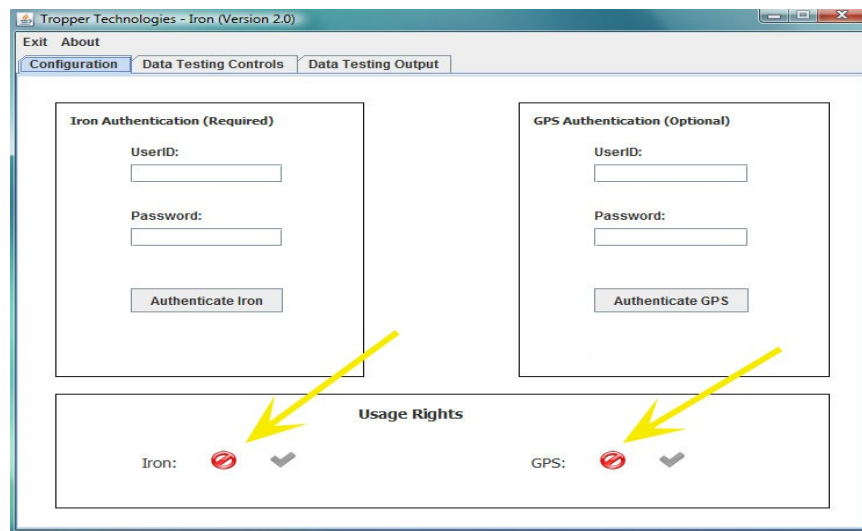 Tropper Technologies - Iron (Version 2.0)
Exit About
Configuration Data Testing Controls Data Testing Output
Iron Authentication (Required)
UserID:
Password:
Authenticate Iron
GPS Authentication (Optional)
UserID:
Password:
Authenticate GPS
Usage Rights
Iron:
GPS: